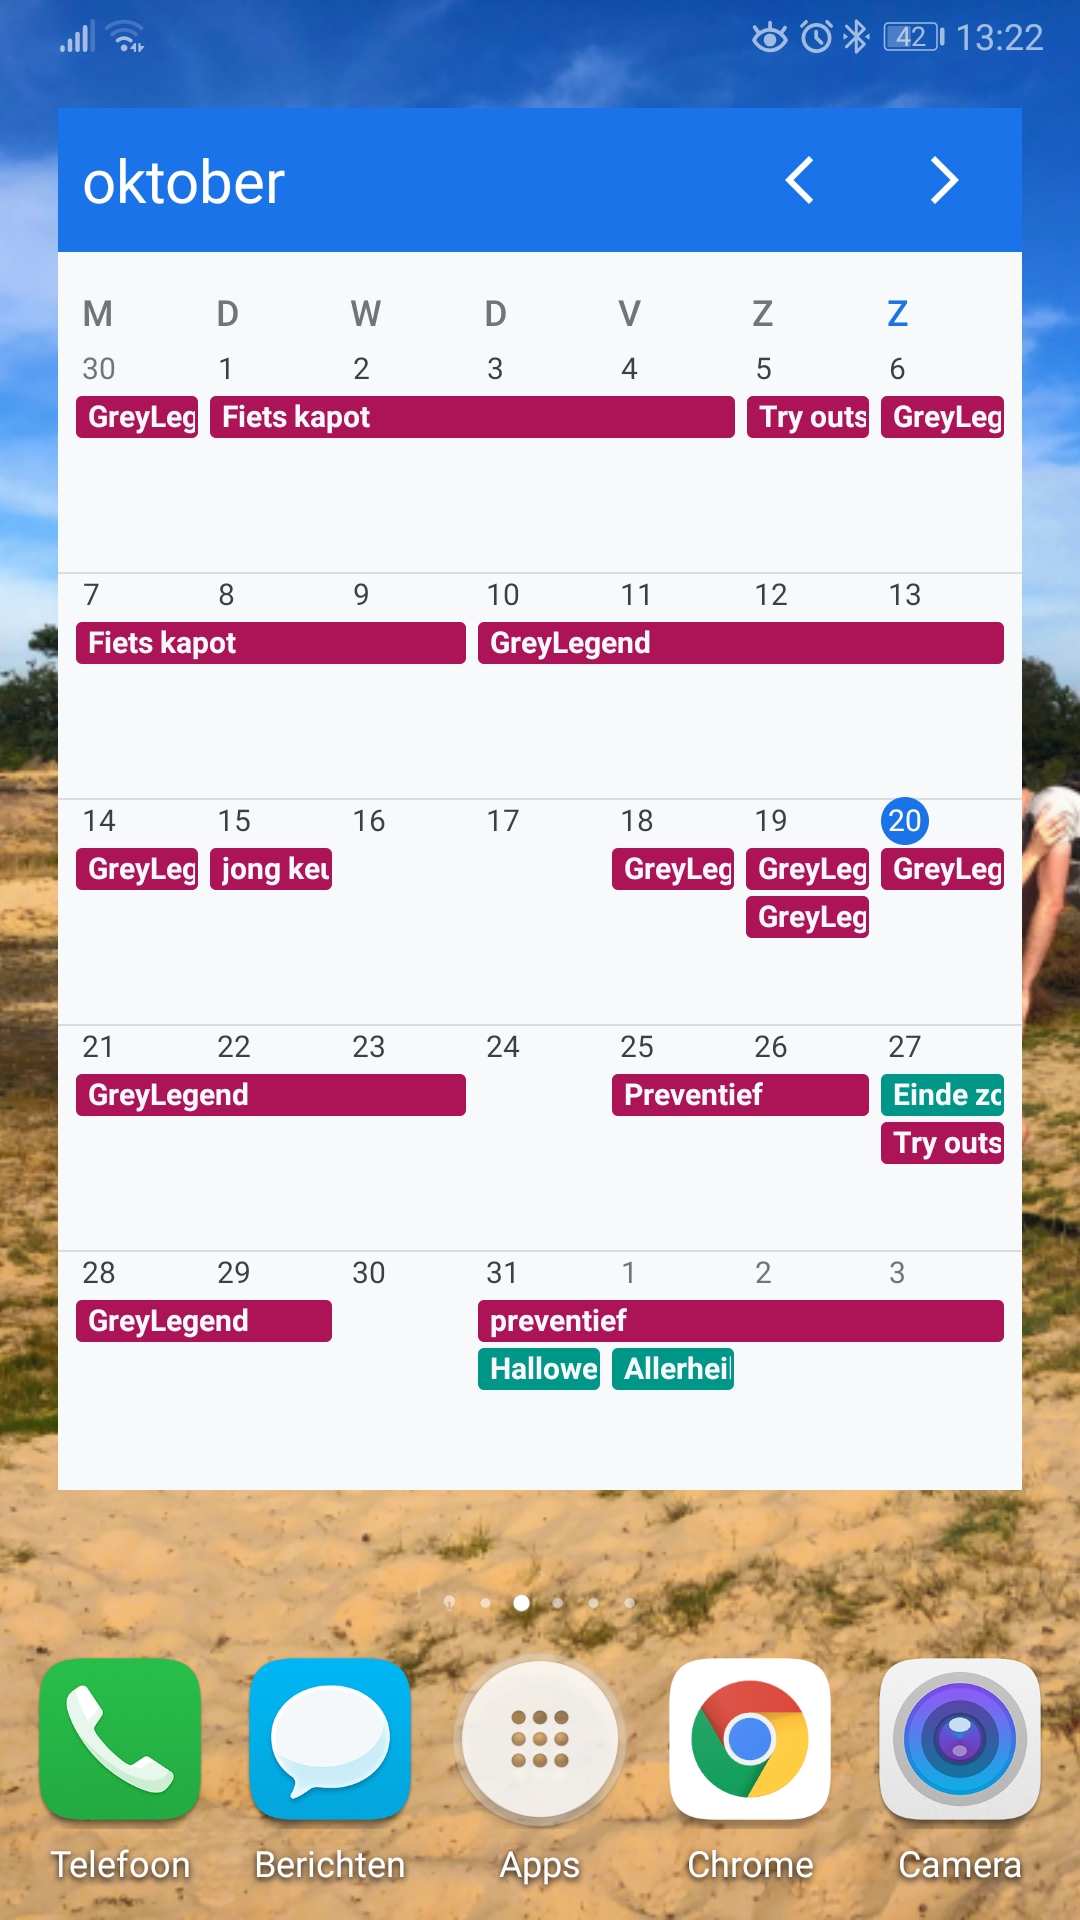 42 13:22
oktober
M D W D V Z Z
30 1 2 3 4 5 6
GreyLeg Fiets kapot Try outs GreyLeg
7 8 9 10 11 12 13
Fiets kapot GreyLegend
14 15 16 17 18 19 20
GreyLeg jong keu GreyLeg GreyLeg GreyLeg
GreyLeg
21 22 23 24 25 26 27
GreyLegend Preventief Einde zo
Try outs
28 29 30 31 1 2 3
GreyLegend preventief
Hallowe Allerhei
Telefoon Berichten Apps Chrome Camera